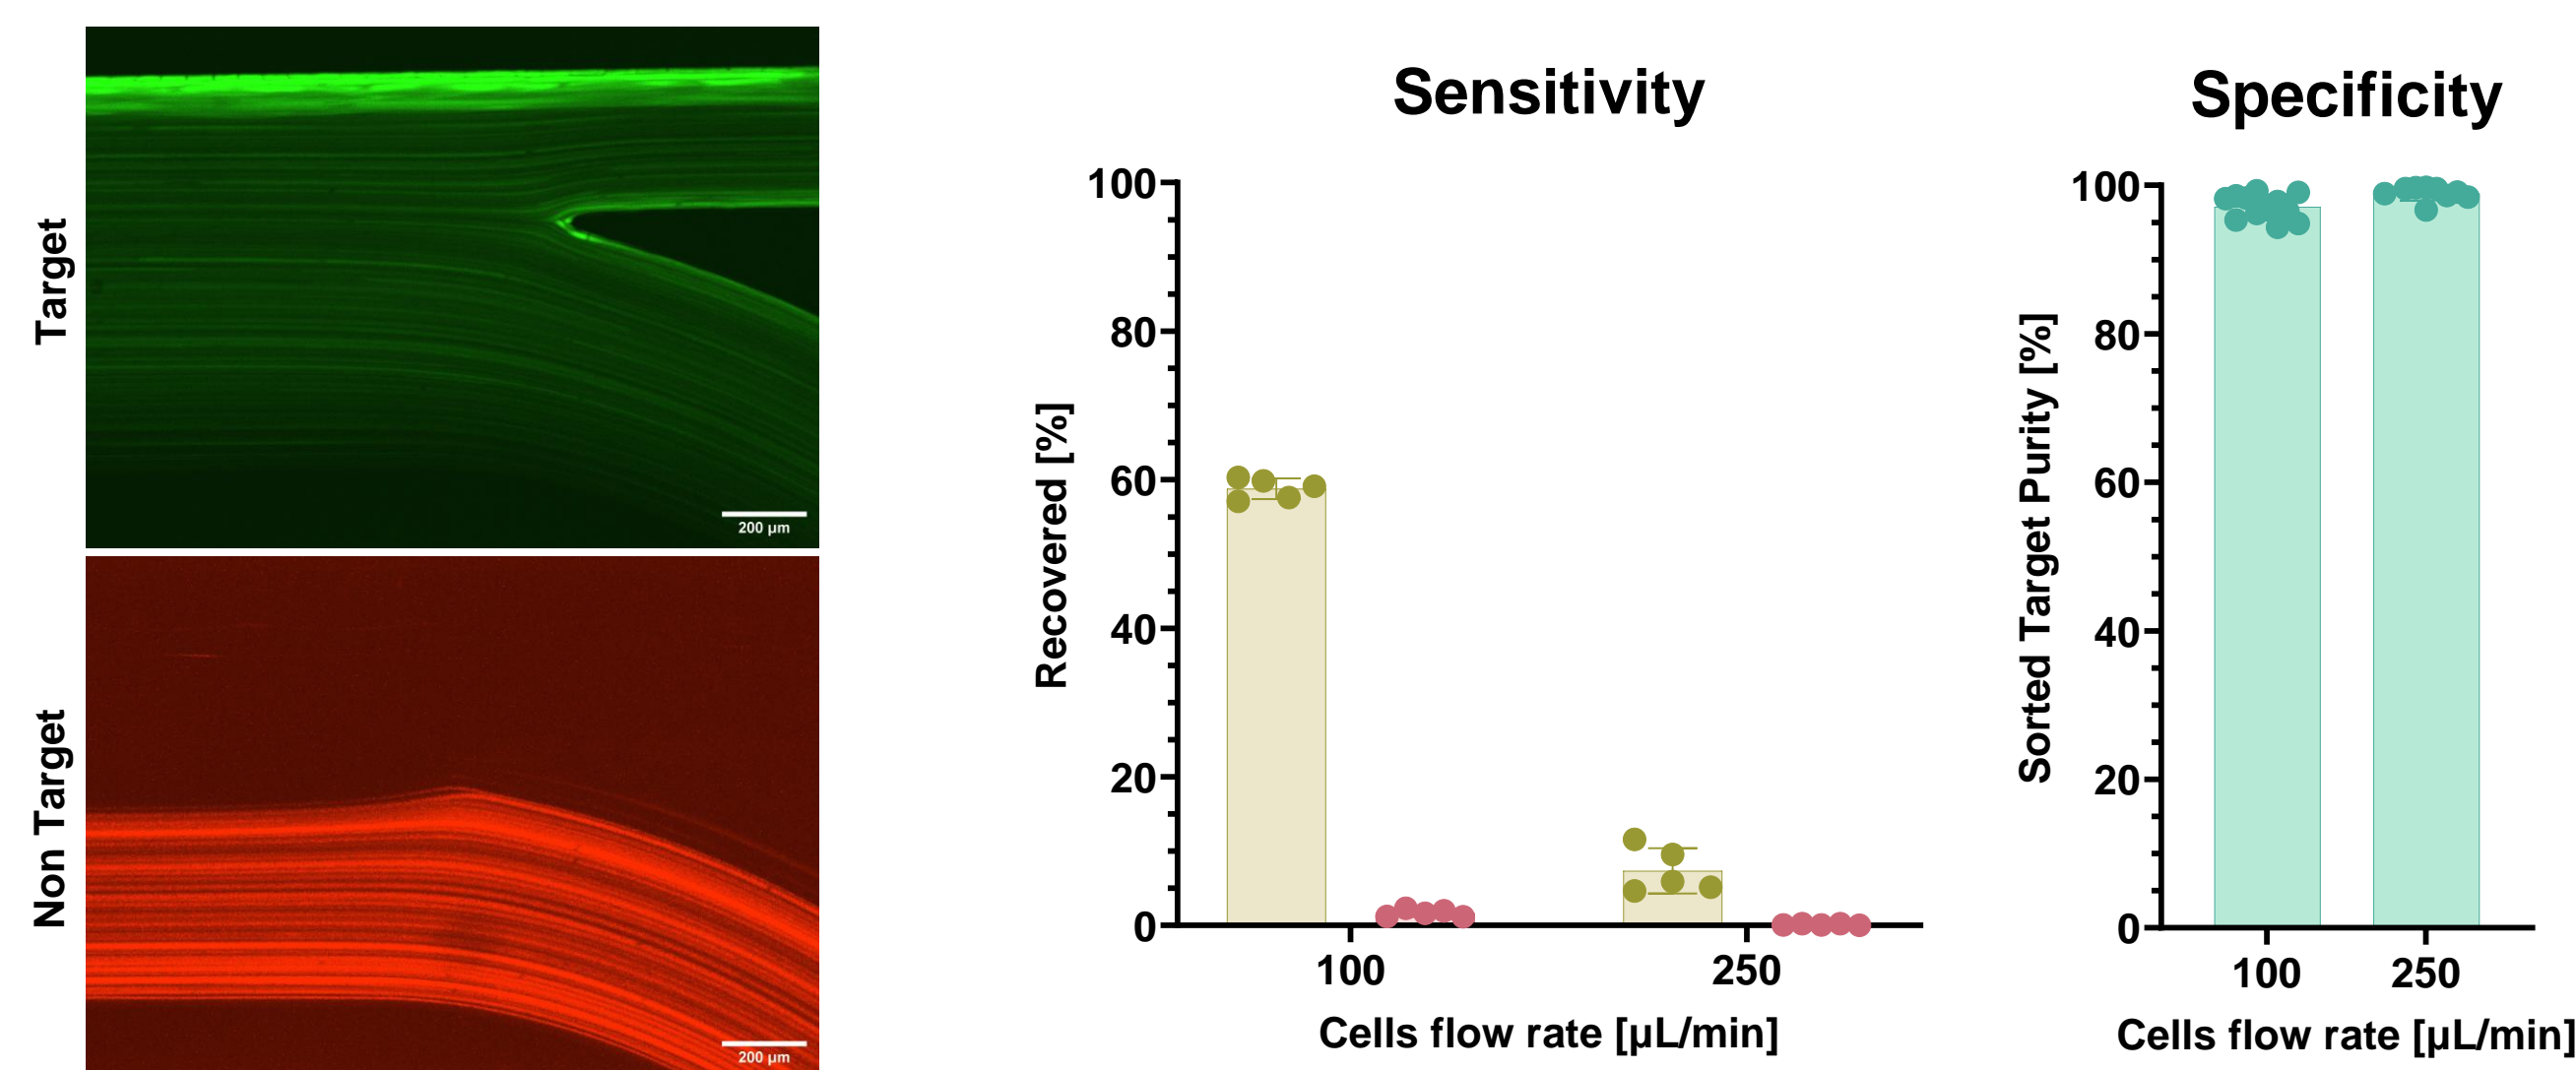 Target
200 µm
Non Target
200 µm
Sensitivity
Recovered [%]
100
80
60
40
20
0
100
250
Cells flow rate [µL/min]
Specificity
Sorted Target Purity [%]
100
80
60
40
20
0
100
250
Cells flow rate [µL/min]